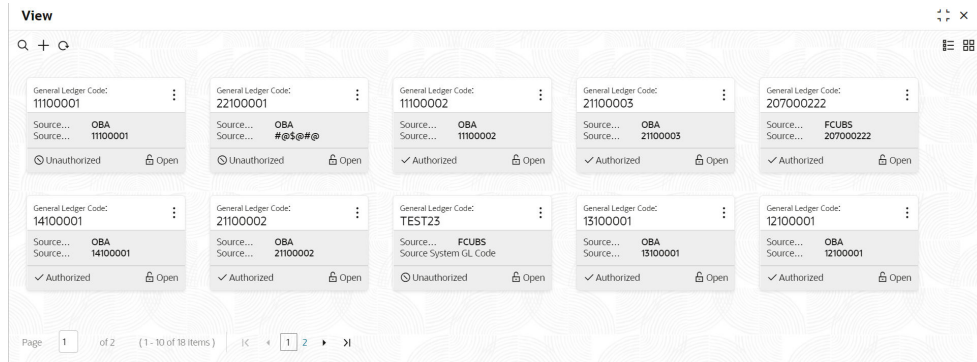 View
General Ledger Code:
11100001
Source... OBA
Source... 11100001
Unauthorized Open
General Ledger Code:
22100001
Source... OBA
Source... #@$@#@
Unauthorized Open
General Ledger Code:
11100002
Source... OBA
Source... 11100002
Authorized Open
General Ledger Code:
21100003
Source... OBA
Source... 21100003
Authorized Open
General Ledger Code:
207000222
Source... FCUBS
Source... 207000222
Authorized Open
General Ledger Code:
14100001
Source... OBA
Source... 14100001
Authorized Open
General Ledger Code:
21100002
Source... OBA
Source... 21100002
Authorized Open
General Ledger Code:
TEST23
Source... FCUBS
Source System GL Code
Unauthorized Open
General Ledger Code:
13100001
Source... OBA
Source... 13100001
Authorized Open
General Ledger Code:
12100001
Source... OBA
Source... 12100001
Authorized Open
Page 1 of 2 (1 - 10 of 18 items) 1 2